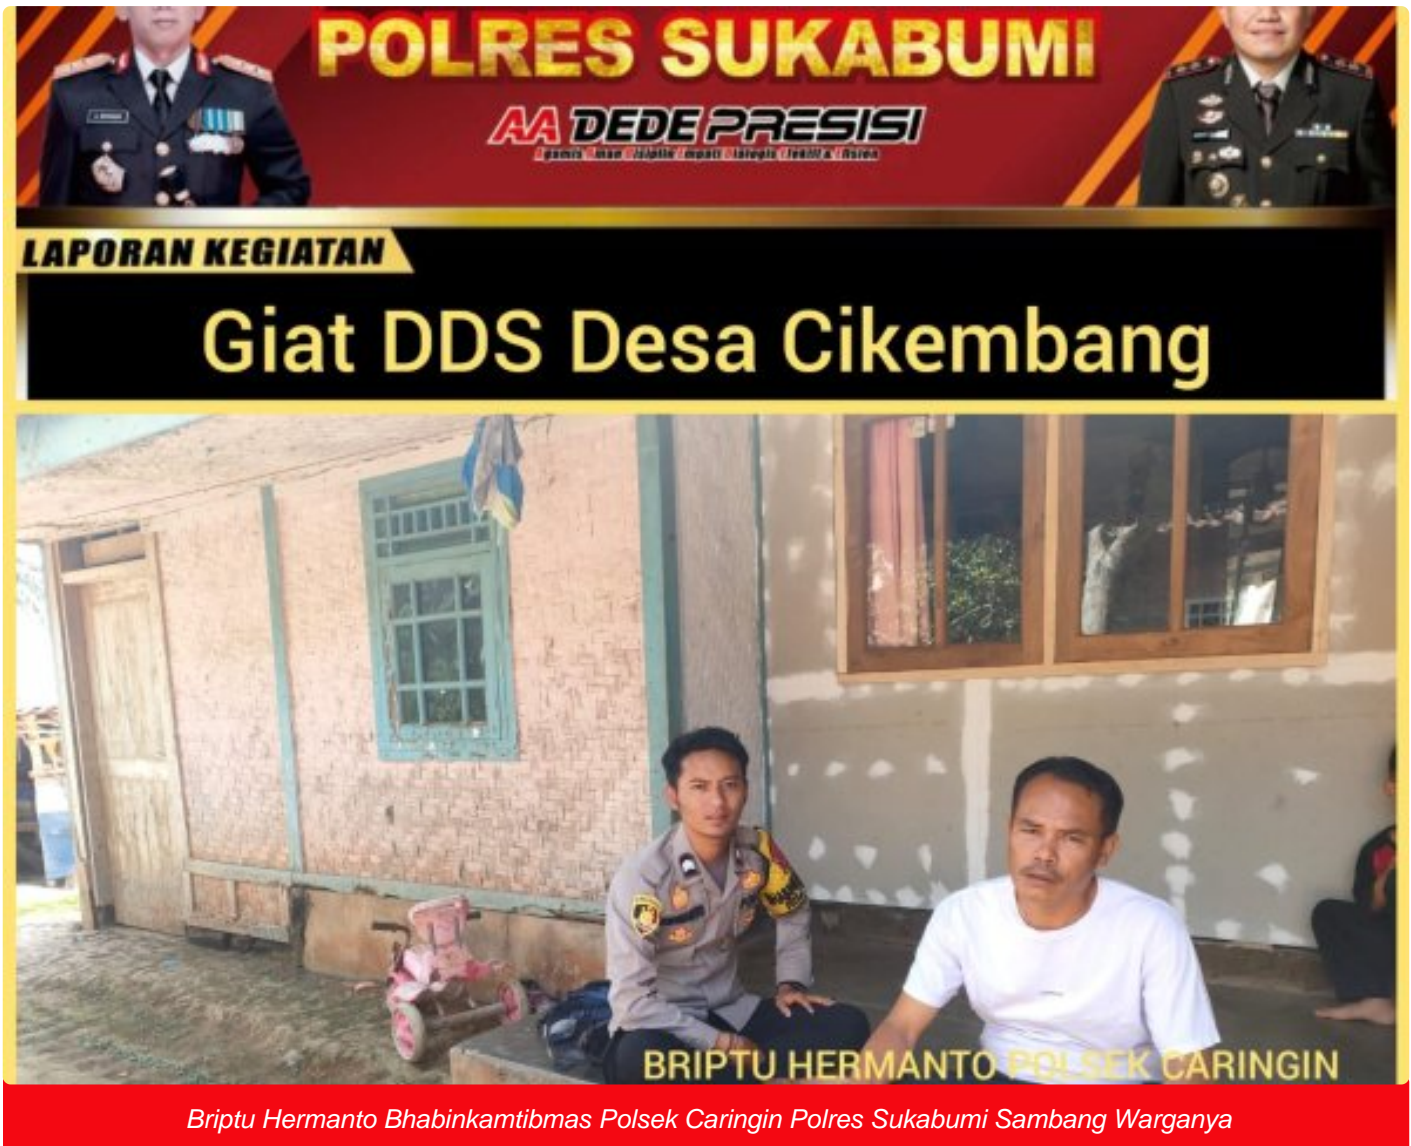 POLRES SUKABUMI
AA DEDE PRESISI
LAPORAN KEGIATAN
Giat DDS Desa Cikembang
BRIPTU HERMANTO POLSEK CARINGIN
Briptu Hermanto Bhabinkamtibmas Polsek Caringin Polres Sukabumi Sambang Warganya